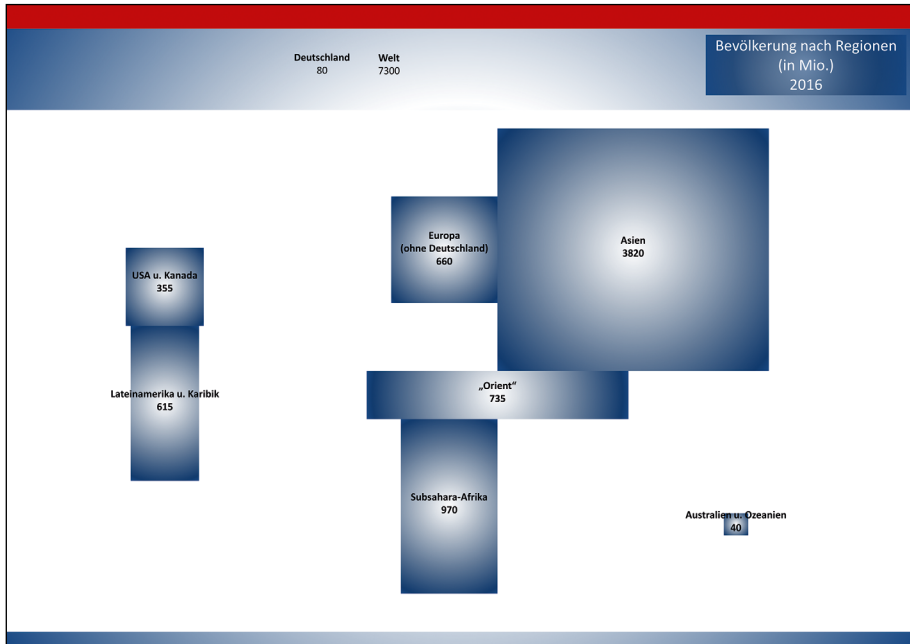 Deutschland
80
Welt
7300
Bevölkerung nach Regionen
(in Mio.)
2016
Europa
(ohne Deutschland)
660
Asien
3820
USA u. Kanada
355
Lateinamerika u. Karibik
615
„Orient“
735
Subsahara-Afrika
970
Australien u. Ozeanien
40